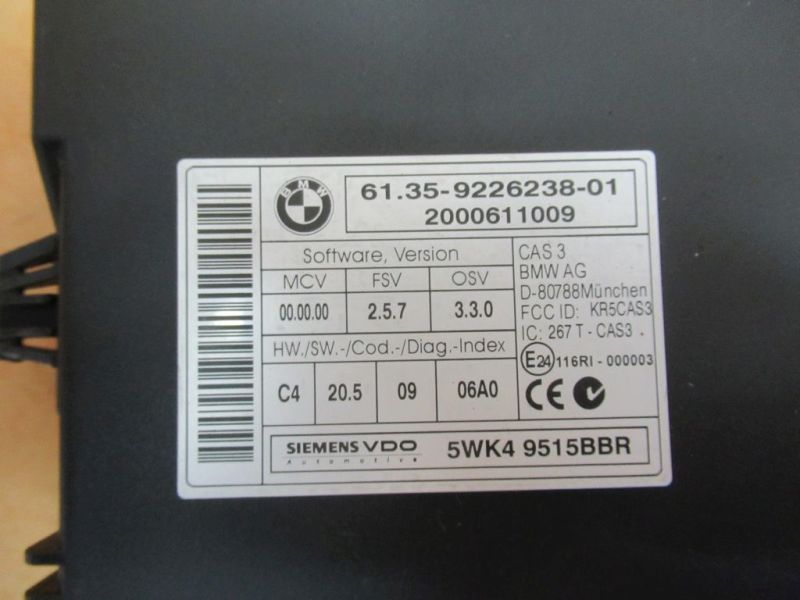 BMW
61.35-9226238-01
2000611009
Software, Version
MCV FSV OSV
00.00.00 2.5.7 3.3.0
HW./SW.-/Cod.-/Diag.-Index
C4 20.5 09 06A0
CAS 3
BMW AG
D-80788München
FCC ID: KR5CAS3
IC: 267 T - CAS3
E24 116RI - 000003
CE
SIEMENS VDO
Automotive
5WK4 9515BBR